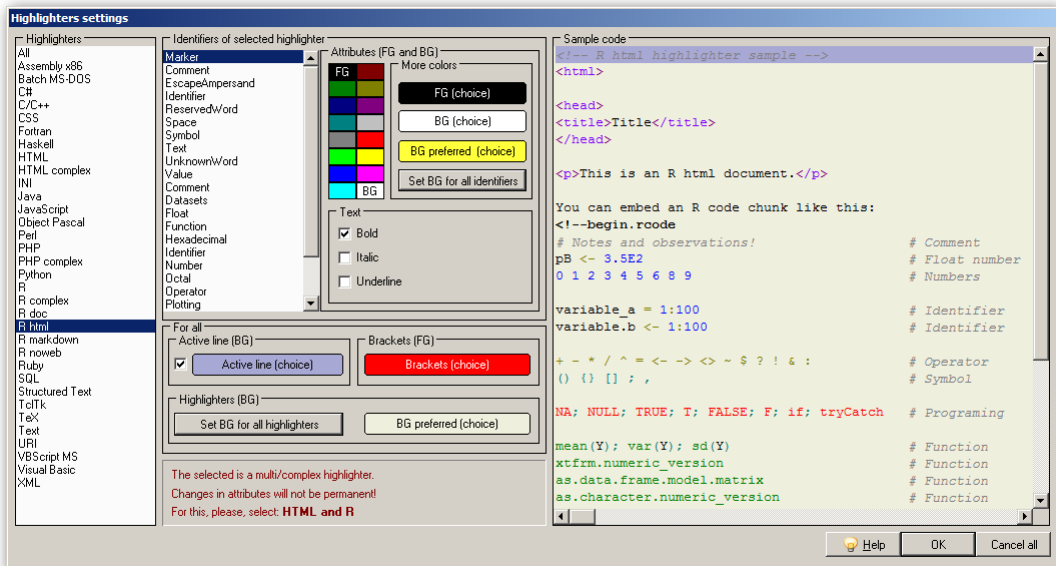 Highlighters settings
Highlighters
All
Assembly x86
Batch MS-DOS
C#
C/C++
CSS
Fortran
Haskell
HTML
HTML complex
INI
Java
JavaScript
Object Pascal
Perl
PHP
PHP complex
Python
R
R complex
R doc
R html
R markdown
R noweb
Ruby
SQL
Structured Text
TclTk
TeX
Text
URI
VBScript MS
Visual Basic
XML
Identifiers of selected highlighter
Marker
Comment
EscapeAmpersand
Identifier
ReservedWord
Space
Symbol
Text
UnknownWord
Value
Comment
Datasets
Float
Function
Hexadecimal
Identifier
Number
Octal
Operator
Plotting
Attributes (FG and BG)
FG
BG
More colors
FG (choice)
BG (choice)
BG preferred (choice)
Set BG for all identifiers
Text
Bold
Italic
Underline
For all
Active line (BG)
Active line (choice)
Brackets (FG)
Brackets (choice)
Highlighters (BG)
Set BG for all highlighters
BG preferred (choice)
The selected is a multi/complex highlighter.
Changes in attributes will not be permanent!
For this, please, select: HTML and R
Sample code
<!-- R html highlighter sample -->
<html>
<head>
<title>Title</title>
</head>
<p>This is an R html document.</p>
You can embed an R code chunk like this:
<!--begin.rcode
# Notes and observations! # Comment
pB <- 3.5E2 # Float number
0 1 2 3 4 5 6 8 9 # Numbers
variable_a = 1:100 # Identifier
variable.b <- 1:100 # Identifier
+ - * / ^ = <- -> <> ~ $ ? ! & : # Operator
() {} [] ; , # Symbol
NA; NULL; TRUE; T; FALSE; F; if; tryCatch # Programing
mean(Y); var(Y); sd(Y) # Function
xtfrm.numeric_version # Function
as.data.frame.model.matrix # Function
as.character.numeric_version # Function
Help
OK
Cancel all